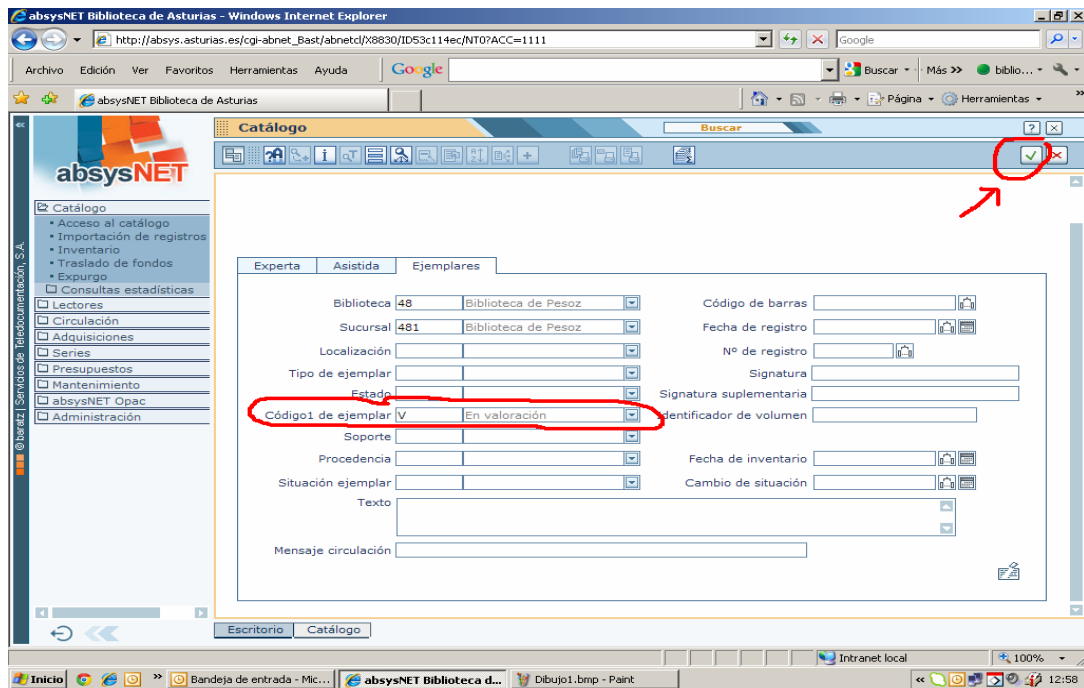 absysNET Biblioteca de Asturias - Windows Internet Explorer
http://absys.asturias.es/cgi-abnet_Bast/abnetcl/X8830/ID53c114ec/NT0?ACC=1111
Google
Archivo Edición Ver Favoritos Herramientas Ayuda
Google
Buscar
Más >>
biblio...
absysNET Biblioteca de Asturias
Página
Herramientas
absysNET
Catálogo
Buscar
Catálogo
Acceso al catálogo
Importación de registros
Inventario
Traslado de fondos
Expurgo
Consultas estadísticas
Lectores
Circulación
Adquisiciones
Series
Presupuestos
Mantenimiento
absysNET Opac
Administración
© baratz | Servicios de Teledocumentación, S.A.
Experta Asistida Ejemplares
Biblioteca 48 Biblioteca de Pesoz
Código de barras
Sucursal 481 Biblioteca de Pesoz
Fecha de registro
Localización
Nº de registro
Tipo de ejemplar
Signatura
Estado
Signatura suplementaria
Código1 de ejemplar V En valoración
Identificador de volumen
Soporte
Procedencia
Fecha de inventario
Situación ejemplar
Cambio de situación
Texto
Mensaje circulación
Escritorio Catálogo
Intranet local
100%
Inicio
Bandeja de entrada - Mic...
absysNET Biblioteca d...
Dibujo1.bmp - Paint
12:58